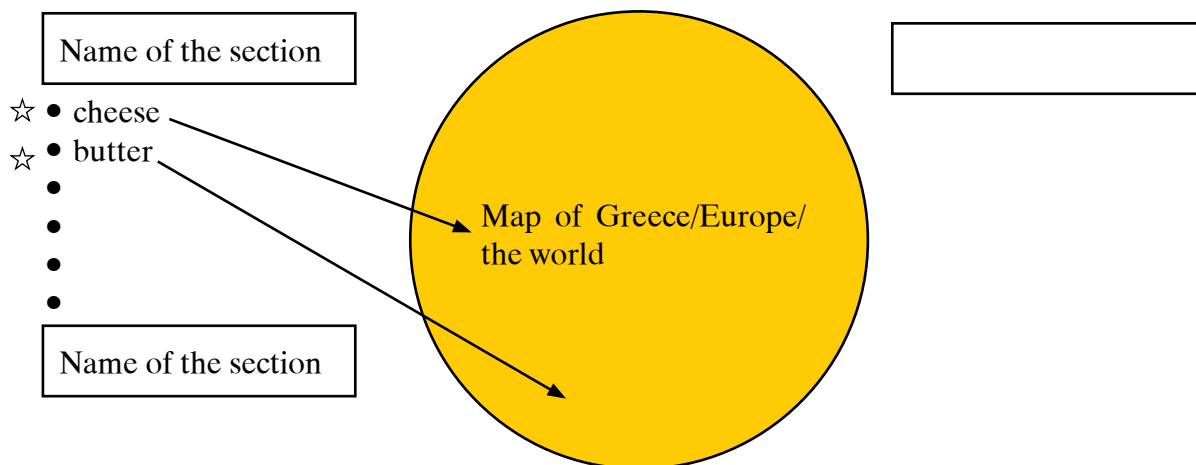 Name of the section
cheese
butter
Map of Greece/Europe/
the world
Name of the section